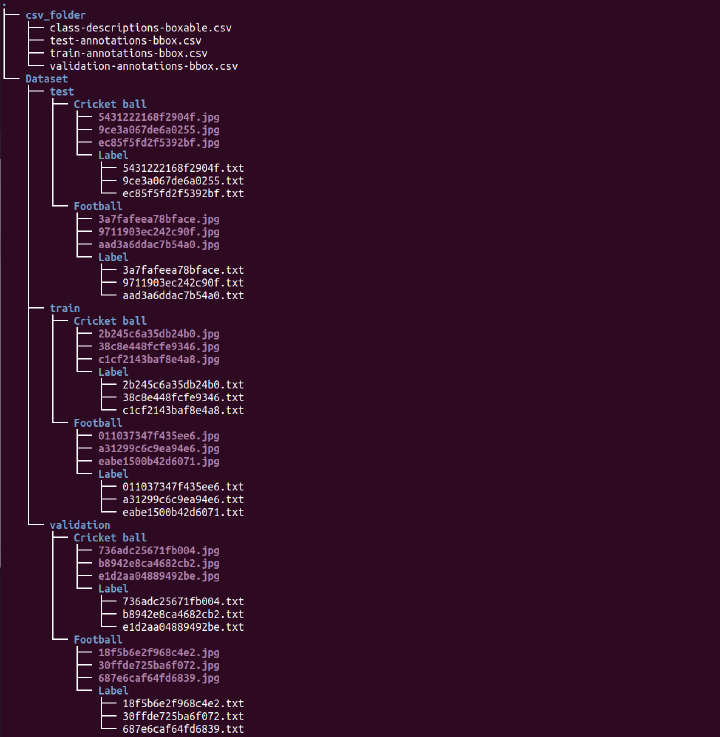 .
csv_folder
class-descriptions-boxable.csv
test-annotations-bbox.csv
train-annotations-bbox.csv
validation-annotations-bbox.csv
Dataset
test
Cricket ball
5431222168f2904f.jpg
9ce3a067de6a0255.jpg
ec85f5fd2f5392bf.jpg
Label
5431222168f2904f.txt
9ce3a067de6a0255.txt
ec85f5fd2f5392bf.txt
Football
3a7fafeea78bface.jpg
9711903ec242c90f.jpg
aad3a6ddac7b54a0.jpg
Label
3a7fafeea78bface.txt
9711903ec242c90f.txt
aad3a6ddac7b54a0.txt
train
Cricket ball
2b245c6a35db24b0.jpg
38c8e448fcfe9346.jpg
c1cf2143baf8e4a8.jpg
Label
2b245c6a35db24b0.txt
38c8e448fcfe9346.txt
c1cf2143baf8e4a8.txt
Football
011037347f435ee6.jpg
a31299c6c9ea94e6.jpg
eabe1500b42d6071.jpg
Label
011037347f435ee6.txt
a31299c6c9ea94e6.txt
eabe1500b42d6071.txt
validation
Cricket ball
736adc25671fb004.jpg
b8942e8ca4682cb2.jpg
e1d2aa04889492be.jpg
Label
736adc25671fb004.txt
b8942e8ca4682cb2.txt
e1d2aa04889492be.txt
Football
18f5b6e2f968c4e2.jpg
30ffde725ba6f072.jpg
687e6caf64fd6839.jpg
Label
18f5b6e2f968c4e2.txt
30ffde725ba6f072.txt
687e6caf64fd6839.txt